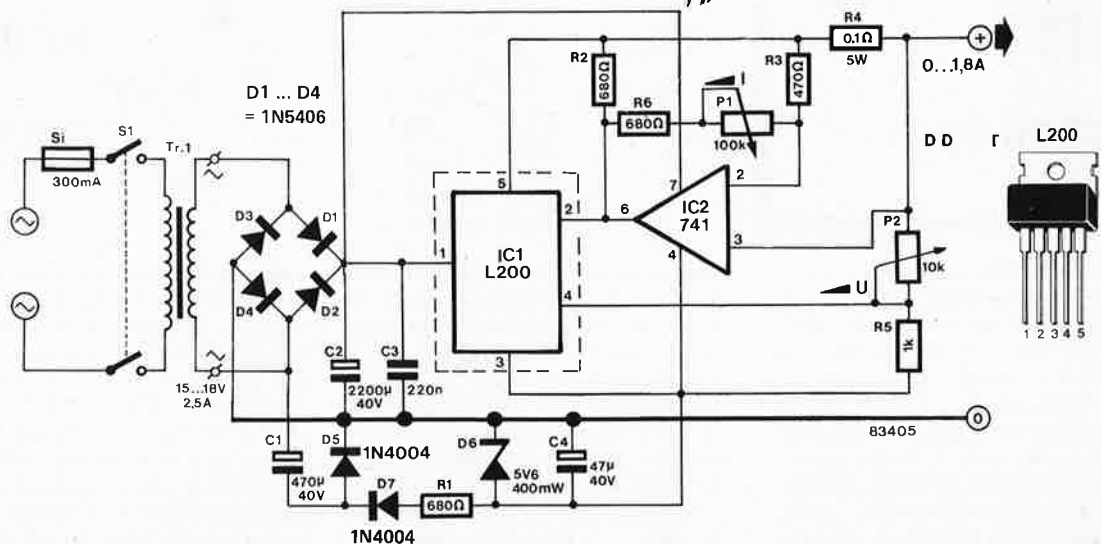 R4
0.1Ω
5W
0...1,8A
R2
680Ω
R3
470Ω
I
P1
100k
R6
680Ω
D1 ... D4
= 1N5406
Si
300mA
S1
Tr.1
15...18V
2,5A
D3
D1
D4
D2
1
5
2
4
3
IC1
L200
6
7
4
2
3
IC2
741
D D
L200
1 2 3 4 5
P2
10k
U
R5
1k
C2
2200µ
40V
C3
220n
0
83405
C1
470µ
40V
D5
1N4004
D7
1N4004
R1
680Ω
D6
5V6
400mW
C4
47µ
40V